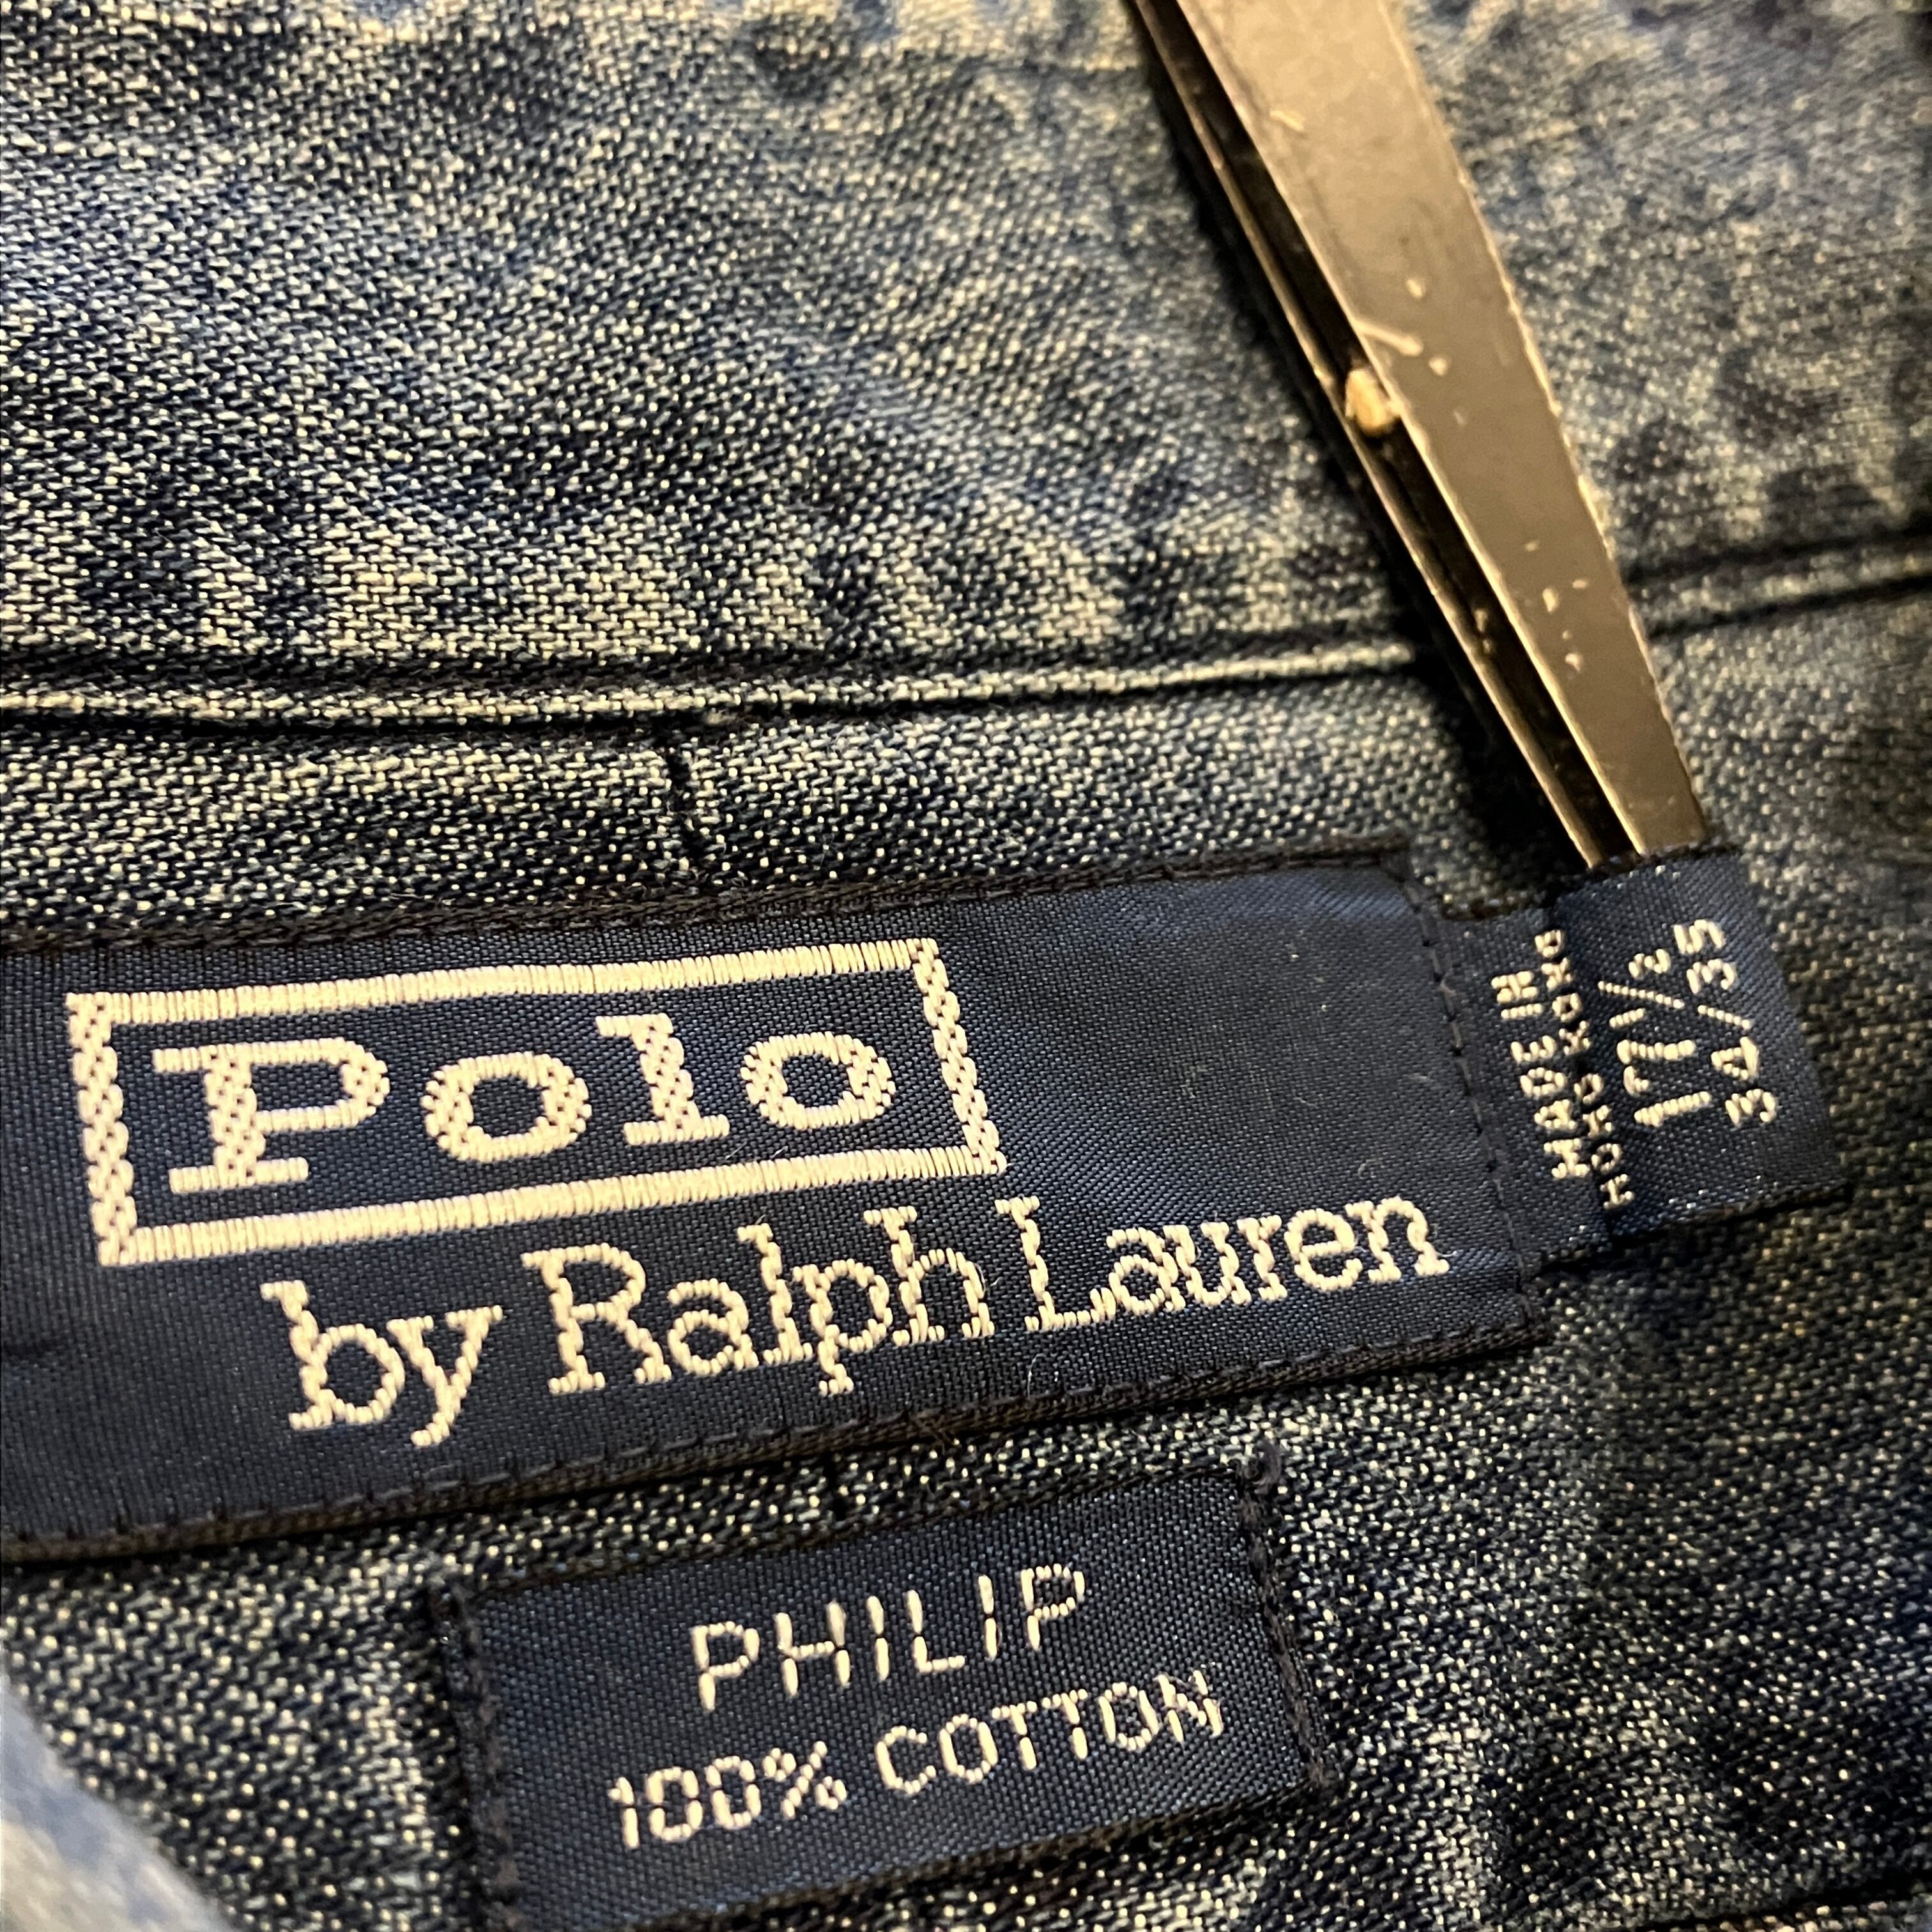 Polo
by Ralph Lauren
MADE IN
HONG KONG
17 1/2
34/35
PHILIP
100% COTTON